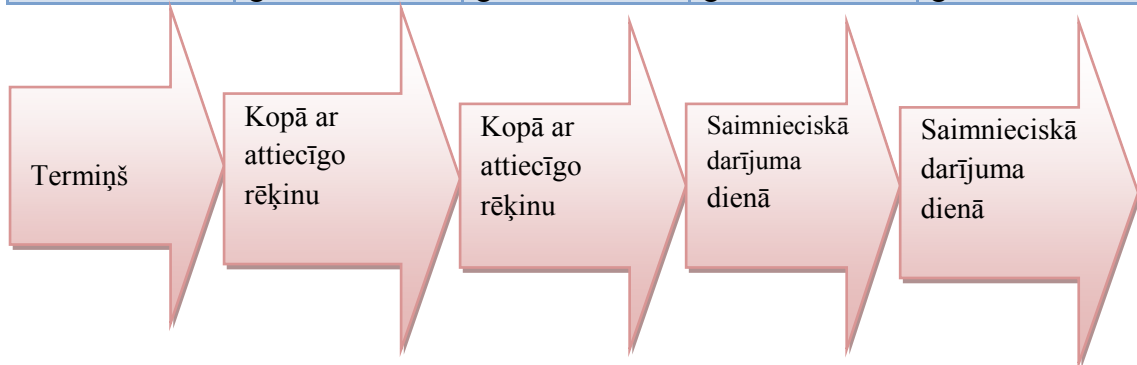 Termiņš
Kopā ar
attiecīgo
rēķinu
Kopā ar
attiecīgo
rēķinu
Saimnieciskā
darījuma
dienā
Saimnieciskā
darījuma
dienā